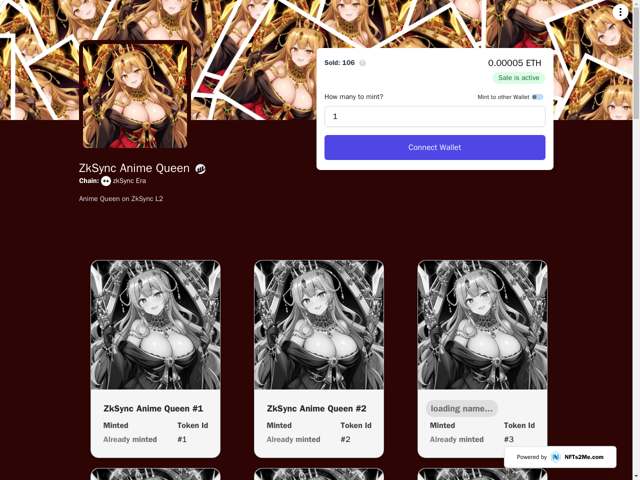 Sold: 106
0.00005 ETH
Sale is active
How many to mint?
Mint to other Wallet
1
Connect Wallet
ZkSync Anime Queen
Chain: zkSync Era
Anime Queen on ZkSync L2
ZkSync Anime Queen #1
Minted Token Id
Already minted #1
ZkSync Anime Queen #2
Minted Token Id
Already minted #2
loading name...
Minted Token Id
Already minted #3
Powered by NFTs2Me.com